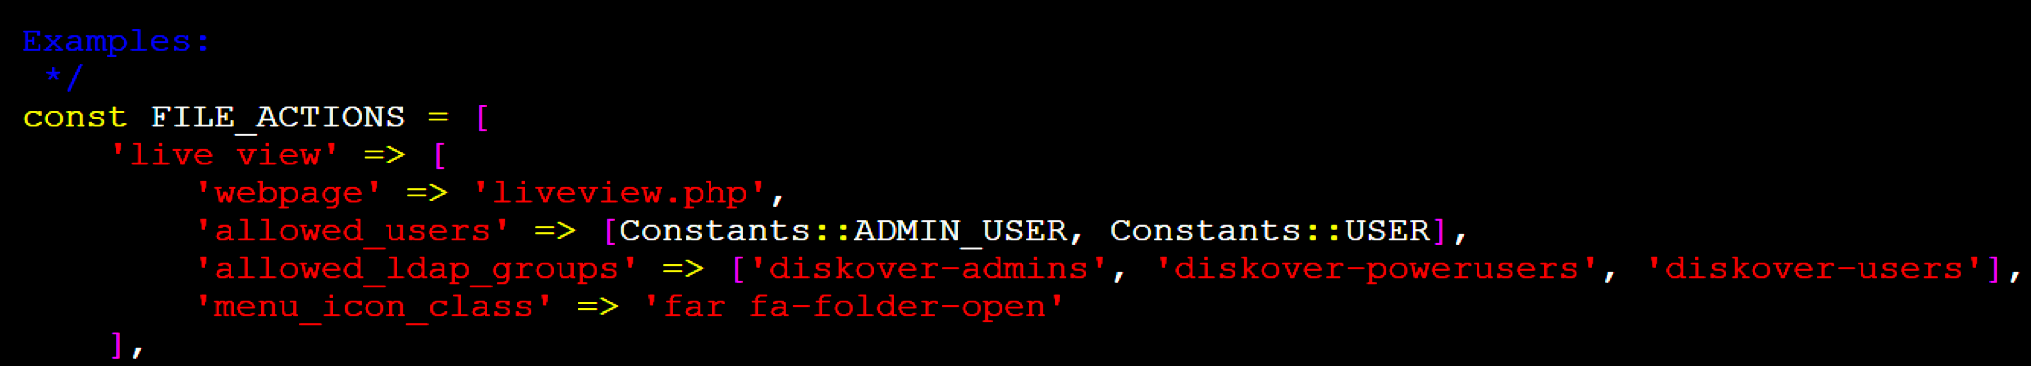 Examples:
 */
const FILE_ACTIONS = [
    'live view' => [
        'webpage' => 'liveview.php',
        'allowed_users' => [Constants::ADMIN_USER, Constants::USER],
        'allowed_ldap_groups' => ['diskover-admins', 'diskover-powerusers', 'diskover-users'],
        'menu_icon_class' => 'far fa-folder-open'
    ],